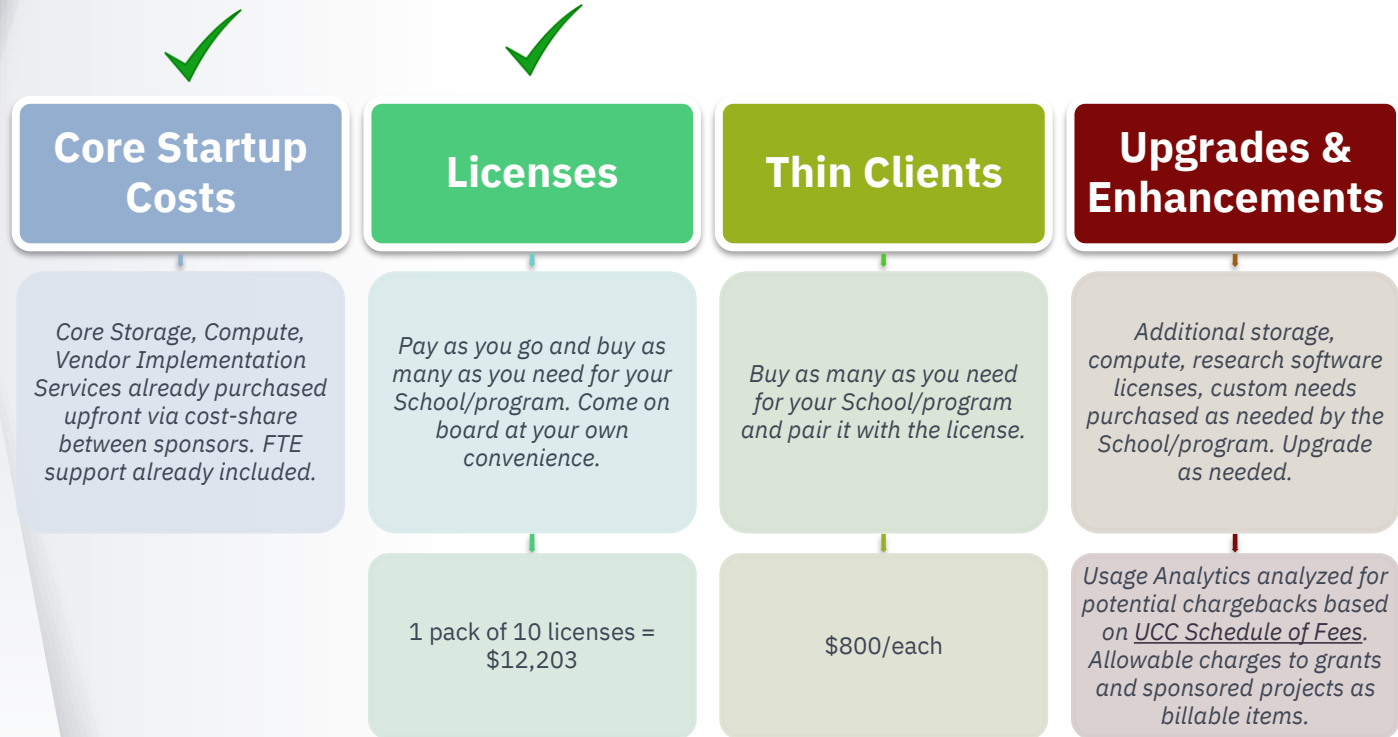 Core Startup
Costs
Core Storage, Compute,
Vendor Implementation
Services already purchased
upfront via cost-share
between sponsors. FTE
support already included.
Licenses
Pay as you go and buy as
many as you need for your
School/program. Come on
board at your own
convenience.
1 pack of 10 licenses =
$12,203
Thin Clients
Buy as many as you need
for your School/program
and pair it with the license.
$800/each
Upgrades &
Enhancements
Additional storage,
compute, research software
licenses, custom needs
purchased as needed by the
School/program. Upgrade
as needed.
Usage Analytics analyzed for
potential chargebacks based
on UCC Schedule of Fees.
Allowable charges to grants
and sponsored projects as
billable items.